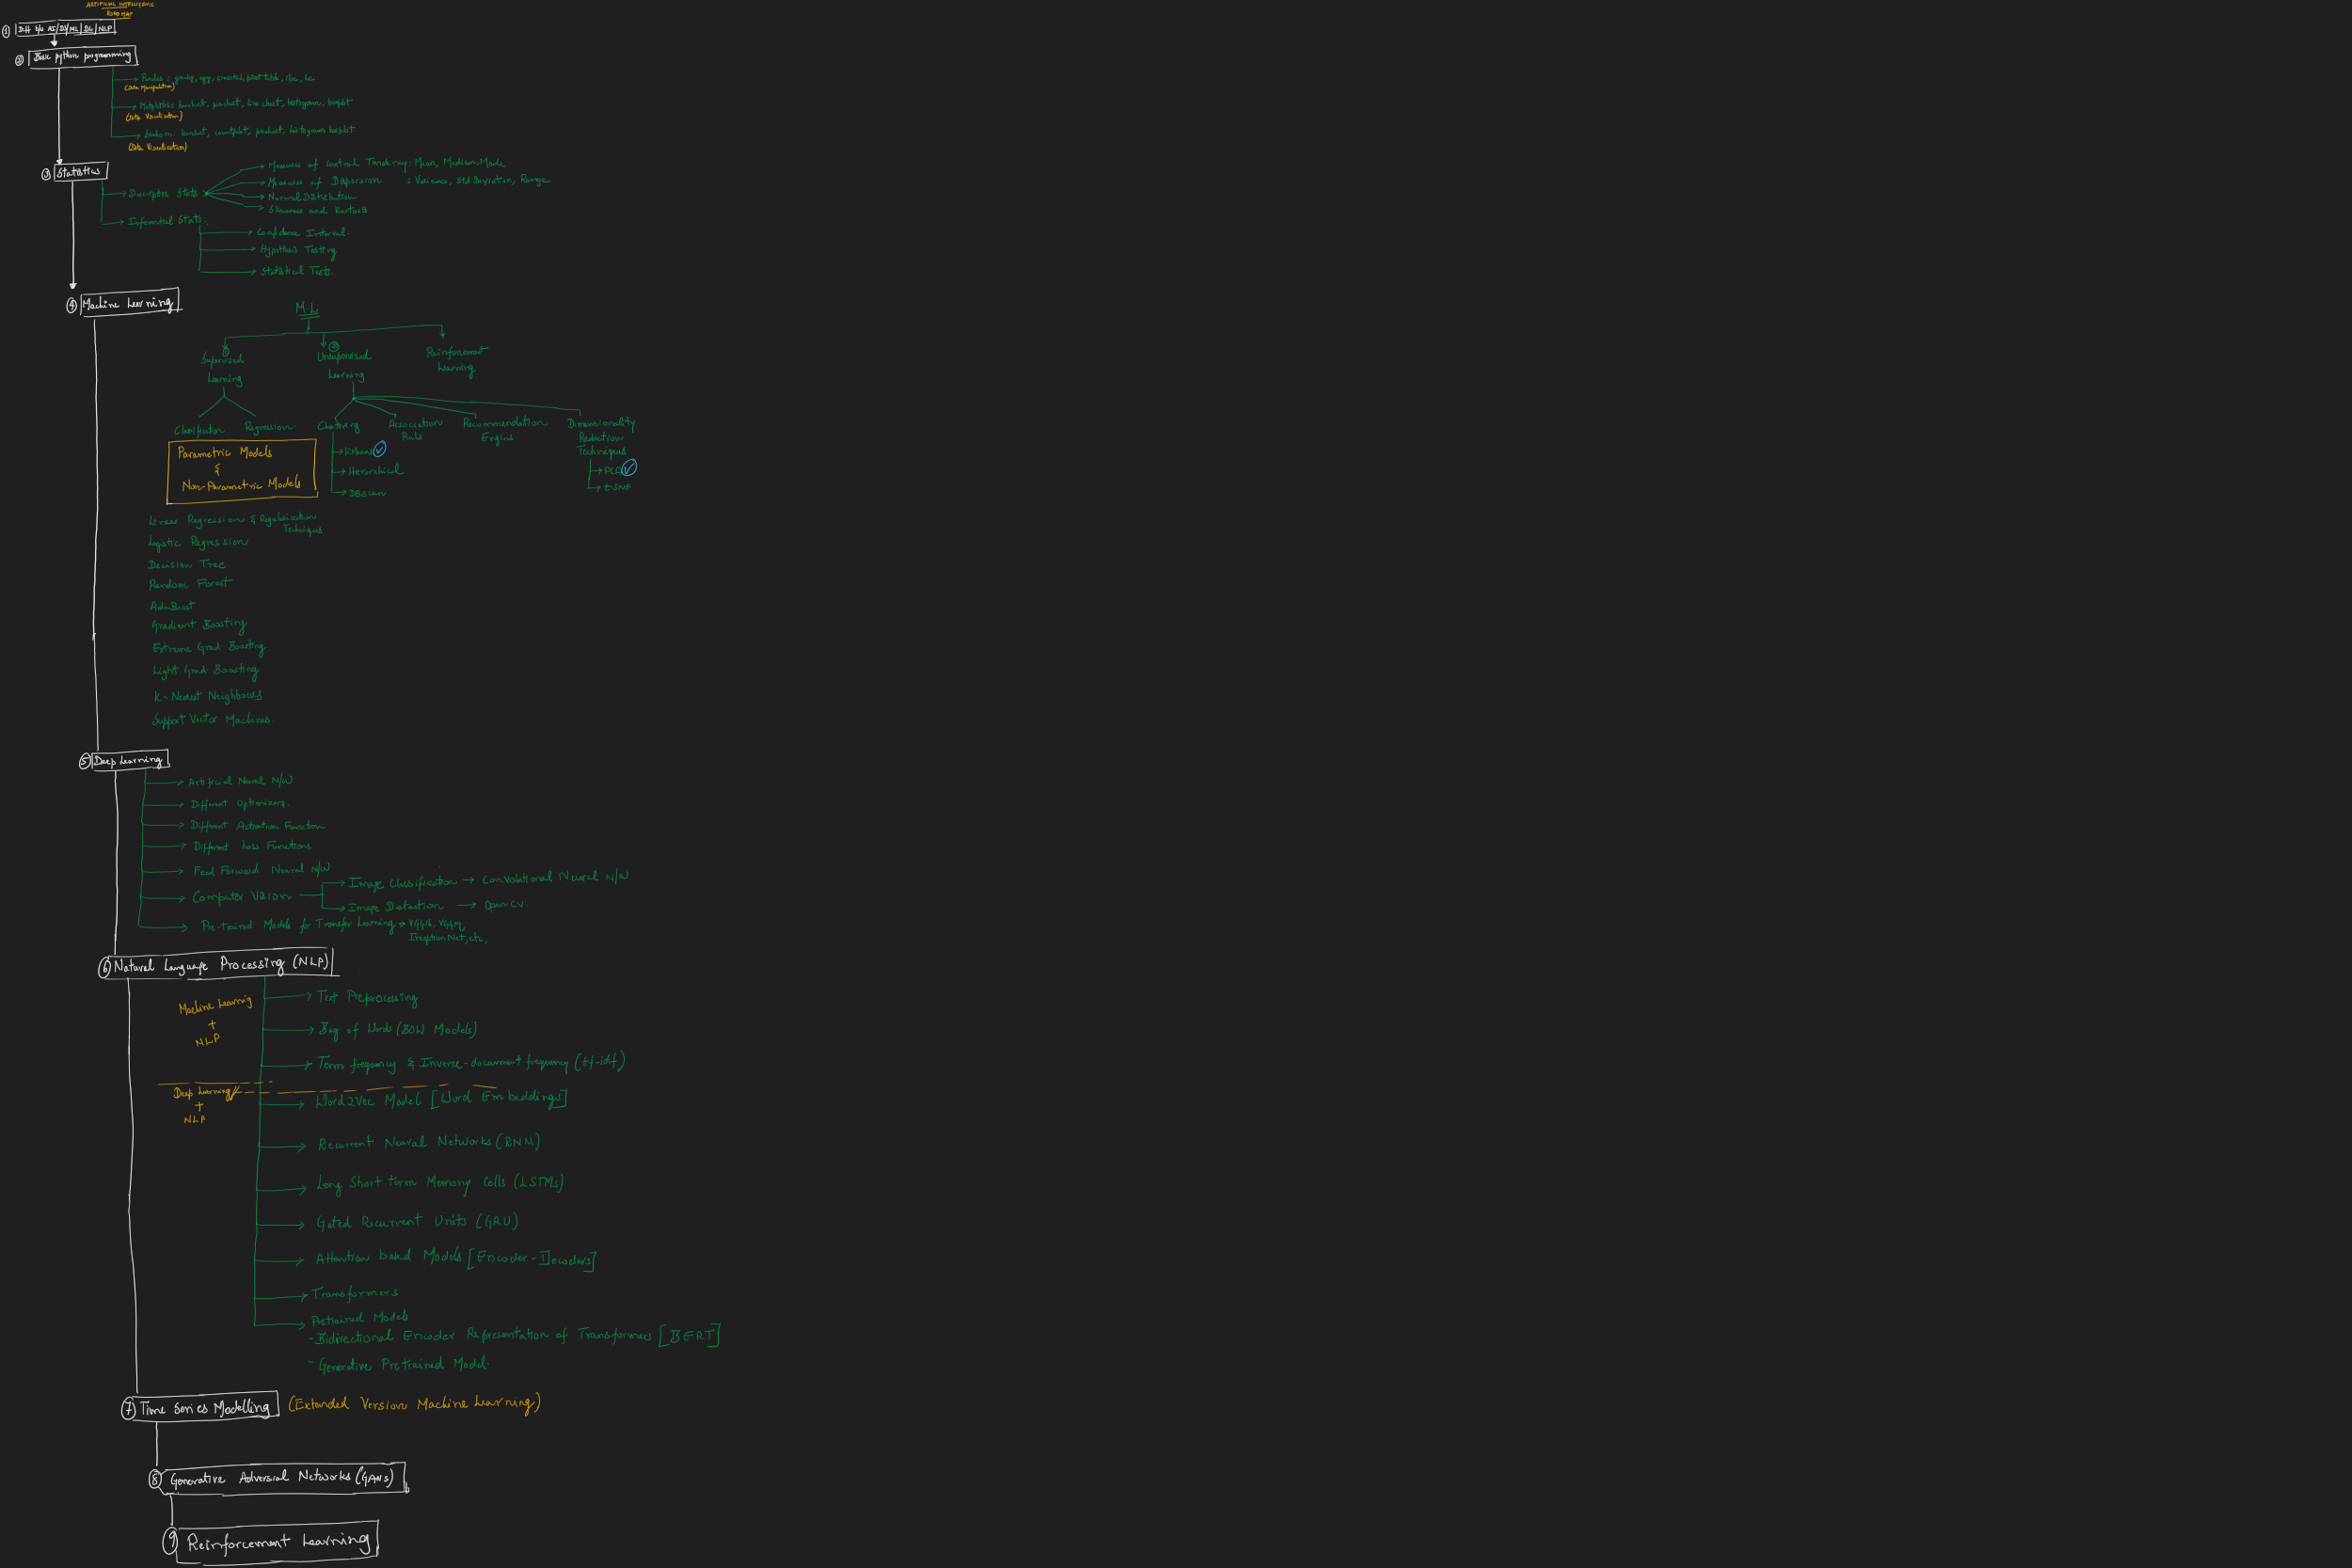 ARTIFICIAL INTELLIGENCE
ROADMAP
① Diff b/w AI/DS/ML/DL/NLP
② Basic python programming
→ Pandas: groupby, agg, crosstab, pivot table, iloc, loc
(Data Manipulation)
→ Matplotlib: barchart, piechart, line chart, histogram, boxplot
(Data Visualisation)
→ Seaborn: barchart, countplot, piechart, histogram, boxplot
(Data Visualisation)
③ Statistics
→ Descriptive Stats:
→ Measures of Central Tendency: Mean, Median, Mode
→ Measures of Dispersion : Variance, Std. Deviation, Range
→ Normal Distribution
→ Skewness and Kurtosis
→ Inferential Stats:
→ Confidence Interval.
→ Hypothesis Testing
→ Statistical Tests.
④ Machine Learning
ML
① Supervised
Learning
② Unsupervised
Learning
Reinforcement
Learning
Classification
Regression
Clustering
Association
Rules
Recommendation
Engins
Dimensionality
Reduction
Techniques
→ KMeans
→ Hierarchical
→ DBScan
→ PCA
→ t-SNE
Parametric Models
&
Non-Parametric Models
Linear Regression & Regularization
Techniques
Logistic Regression
Decision Tree
Random Forest
AdaBoost
Gradient Boosting
Extreme Grad. Boosting
Light Grad. Boosting
K-Nearest Neighbours
Support Vector Machines.
⑤ Deep Learning
→ Artificial Neural N/W
→ Different Optimizers.
→ Different Activation Function
→ Different Loss Functions
→ Feed Forward Neural N/W
→ Computer Vision
→ Image Classification → Convolutional Neural N/W
→ Image Detection → OpenCV.
→ Pre-trained Models for Transfer Learning → VGG16, VGG19,
InceptionNet, etc.,
⑥ Natural Language Processing (NLP)
Machine Learnig
+
NLP
→ Text Preprocessing
→ Bag of Words (BOW Models)
→ Term frequency & Inverse-document frequency (tf-idf)
Deep Learning
+
NLP
→ Word2Vec Model [Word Embeddings]
→ Recurrent Neural Networks (RNN)
→ Long Short term Memory Cells (LSTMs)
→ Gated Recurrent Units (GRU)
→ Attention based Models [Encoder-Decoders]
→ Transformers
→ Pretrained Models
- Bidirectional Encoder Representation of Transformers [BERT]
- Generative Pretrained Model.
⑦ Time Series Modelling (Extended Version Machine Learning)
⑧ Generative Adversial Networks (GANs)
⑨ Reinforcement Learning